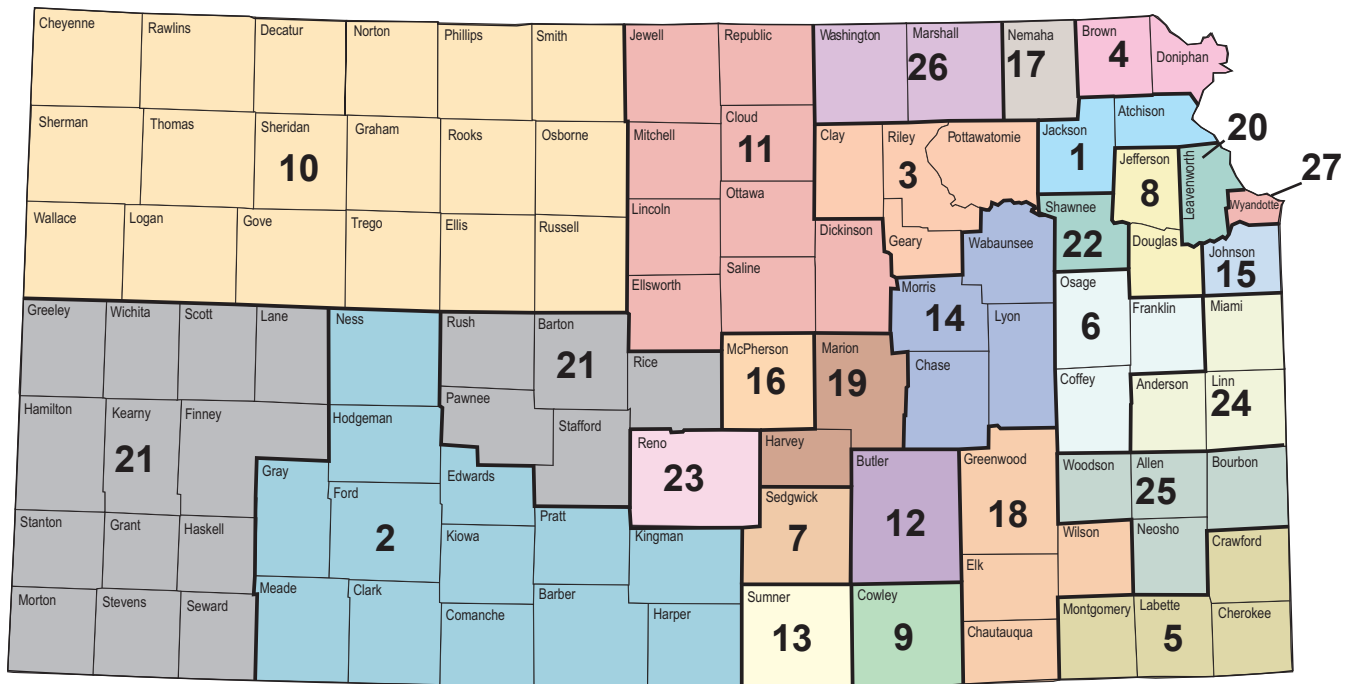 Cheyenne
Rawlins
Decatur
Norton
Phillips
Smith
Jewell
Republic
Washington
Marshall
26
Nemaha
17
Brown
4
Doniphan
Sherman
Thomas
Sheridan
10
Graham
Rooks
Osborne
Mitchell
Cloud
11
Clay
Riley
3
Pottawatomie
Jackson
1
Atchison
20
Jefferson
8
Leavenworth
27
Wyandotte
Wallace
Logan
Gove
Trego
Ellis
Russell
Lincoln
Ottawa
Dickinson
Geary
Wabaunsee
Shawnee
22
Douglas
Johnson
15
Ellsworth
Saline
Morris
14
Lyon
Osage
6
Franklin
Miami
Greeley
Wichita
Scott
Lane
Ness
Rush
Barton
21
Rice
McPherson
16
Marion
19
Chase
Coffey
Anderson
Linn
24
Hamilton
Kearny
21
Finney
Hodgeman
Pawnee
Stafford
Reno
23
Harvey
Butler
12
Greenwood
18
Woodson
Allen
25
Bourbon
Gray
Ford
2
Edwards
Sedgwick
7
Stanton
Grant
Haskell
Kiowa
Pratt
Kingman
Elk
Wilson
Neosho
Crawford
Morton
Stevens
Seward
Meade
Clark
Comanche
Barber
Harper
Sumner
13
Cowley
9
Chautauqua
Montgomery
Labette
5
Cherokee